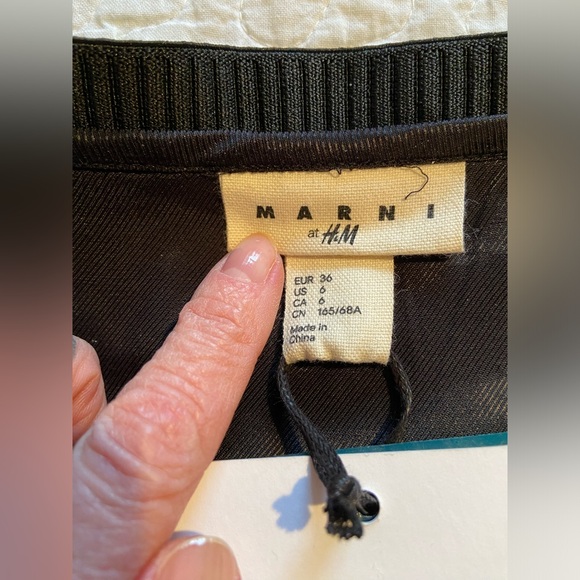 MARNI
at H&M
EUR 36
US 6
CA 6
CN 165/68A
Made in
China